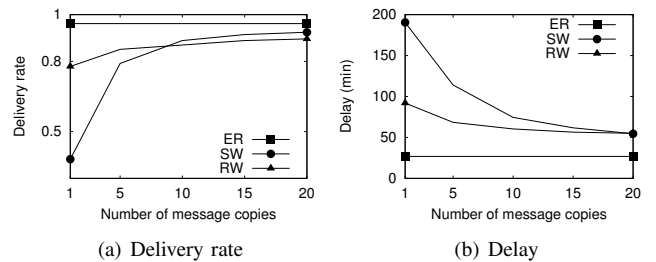 1
0.8
0.5
Delivery rate
ER
SW
RW
1 5 10 15 20
Number of message copies
(a) Delivery rate
200
150
100
50
0
Delay (min)
ER
SW
RW
1 5 10 15 20
Number of message copies
(b) Delay